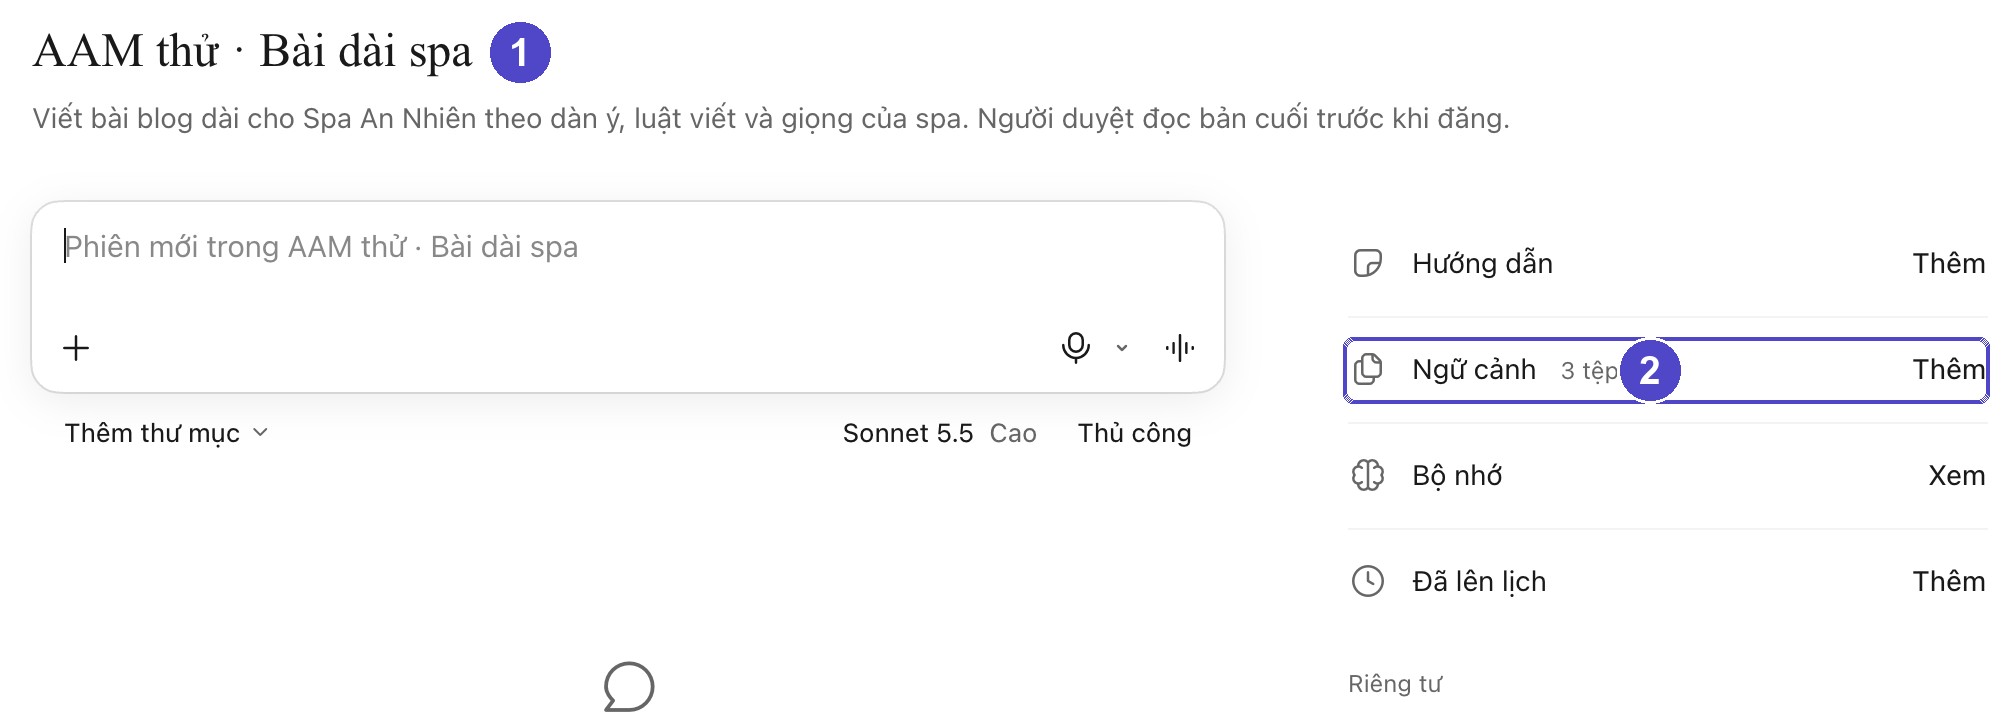 AAM thử · Bài dài spa 1
Viết bài blog dài cho Spa An Nhiên theo dàn ý, luật viết và giọng của spa. Người duyệt đọc bản cuối trước khi đăng.
Phiên mới trong AAM thử · Bài dài spa
Thêm thư mục
Sonnet 5.5 Cao Thủ công
Hướng dẫn Thêm
Ngữ cảnh 3 tệp 2 Thêm
Bộ nhớ Xem
Đã lên lịch Thêm
Riêng tư